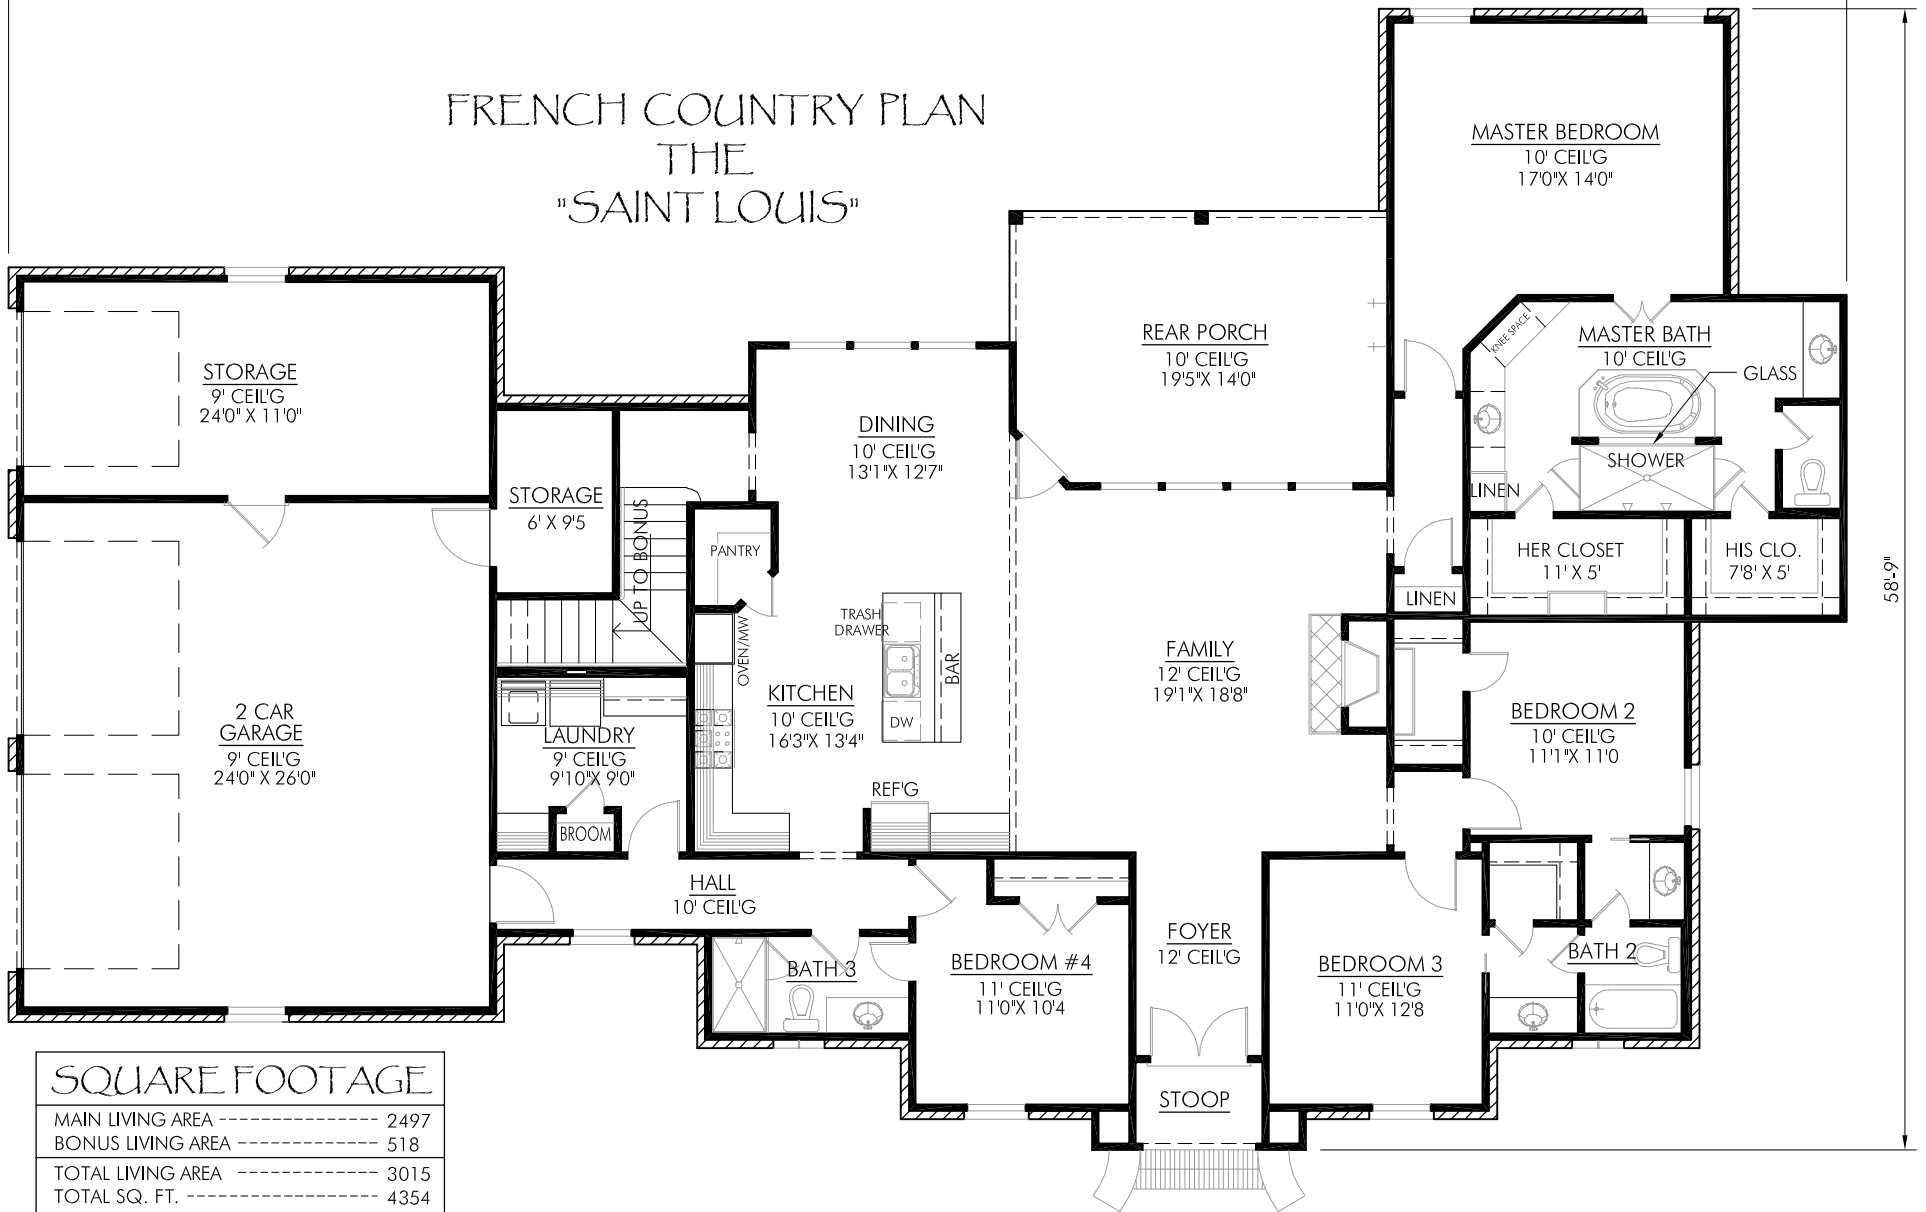 FRENCH COUNTRY PLAN
THE
"SAINT LOUIS"
MASTER BEDROOM
10' CEIL'G
17'0"X 14'0"
REAR PORCH
10' CEIL'G
19'5"X 14'0"
KNEE SPACE
MASTER BATH
10' CEIL'G
GLASS
SHOWER
LINEN
STORAGE
9' CEIL'G
24'0" X 11'0"
DINING
10' CEIL'G
13'1"X 12'7"
STORAGE
6' X 9'5
UP TO BONUS
PANTRY
HER CLOSET
11' X 5'
HIS CLO.
7'8' X 5'
LINEN
58'-9"
TRASH
DRAWER
OVEN/MW
BAR
DW
KITCHEN
10' CEIL'G
16'3"X 13'4"
REF'G
FAMILY
12' CEIL'G
19'1"X 18'8"
BEDROOM 2
10' CEIL'G
11'1"X 11'0
2 CAR
GARAGE
9' CEIL'G
24'0" X 26'0"
LAUNDRY
9' CEIL'G
9'10"X 9'0"
BROOM
HALL
10' CEIL'G
BATH 3
BEDROOM #4
11' CEIL'G
11'0"X 10'4
FOYER
12' CEIL'G
BEDROOM 3
11' CEIL'G
11'0"X 12'8
BATH 2
STOOP
SQUARE FOOTAGE
MAIN LIVING AREA ----------------- 2497
BONUS LIVING AREA --------------- 518
TOTAL LIVING AREA --------------- 3015
TOTAL SQ. FT. --------------------- 4354